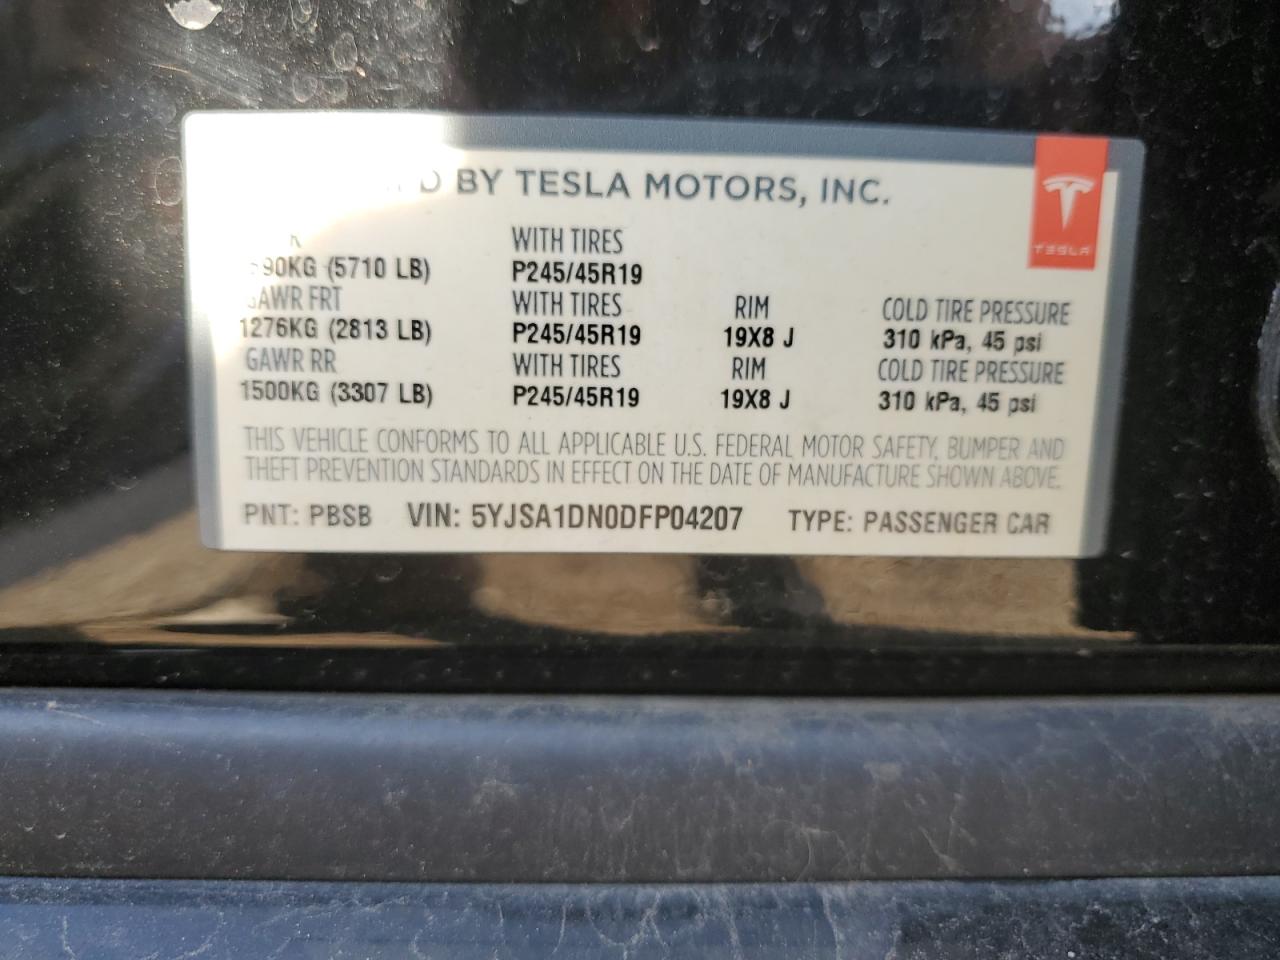 BY TESLA MOTORS, INC.
TESLA
WITH TIRES
(5710 LB) P245/45R19
FRT WITH TIRES RIM COLD TIRE PRESSURE
1276KG (2813 LB) P245/45R19 19X8 J 310 kPa, 45 psi
GAWR RR WITH TIRES RIM COLD TIRE PRESSURE
1500KG (3307 LB) P245/45R19 19X8 J 310 kPa, 45 psi
THIS VEHICLE CONFORMS TO ALL APPLICABLE U.S. FEDERAL MOTOR SAFETY, BUMPER AND
THEFT PREVENTION STANDARDS IN EFFECT ON THE DATE OF MANUFACTURE SHOWN ABOVE.
PNT: PBSB VIN: 5YJSA1DN0DFP04207 TYPE: PASSENGER CAR